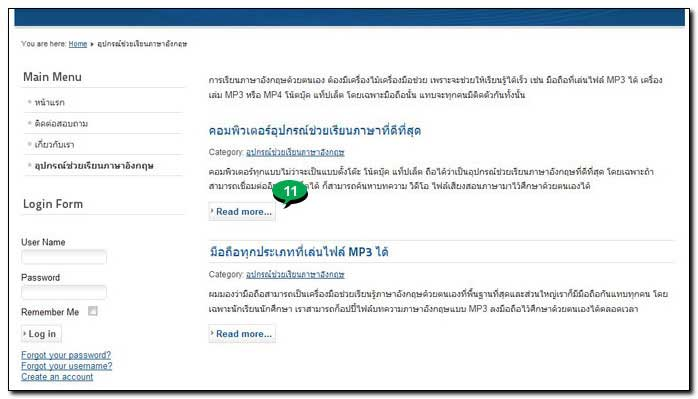 You are here: Home อุปกรณ์ช่วยเรียนภาษาอังกฤษ
Main Menu
หน้าแรก
ติดต่อสอบถาม
เกี่ยวกับเรา
อุปกรณ์ช่วยเรียนภาษาอังกฤษ
Login Form
User Name
Password
Remember Me
Log in
Forgot your password?
Forgot your username?
Create an account
การเรียนภาษาอังกฤษด้วยตนเอง ต้องมีเครื่องไม้เครื่องมือช่วย เพราะจะช่วยให้เรียนรู้ได้เร็ว เช่น มือถือที่เล่นไฟล์ MP3 ได้ เครื่อง
เล่น MP3 หรือ MP4 โน้ตบุ๊ค แท็ปเล็ต โดยเฉพาะมือถือนั้น แทบจะทุกคนมีติดตัวกันทั้งนั้น
คอมพิวเตอร์อุปกรณ์ช่วยเรียนภาษาที่ดีที่สุด
Category: อุปกรณ์ช่วยเรียนภาษาอังกฤษ
คอมพิวเตอร์ทุกแบบไม่ว่าจะเป็นแบบตั้งโต๊ะ โน้ตบุค แท็ปเล็ต ถือได้ว่าเป็นอุปกรณ์ช่วยเรียนภาษาอังกฤษที่ดีที่สุด โดยเฉพาะถ้า
สามารถเชื่อมต่อ ได้ ก็สามารถค้นหาบทความ วิดีโอ ไฟล์เสียงสอนภาษามาไว้ศึกษาด้วยตนเองได้
11
Read more...
มือถือทุกประเภทที่เล่นไฟล์ MP3 ได้
Category: อุปกรณ์ช่วยเรียนภาษาอังกฤษ
ผมมองว่ามือถือสามารถเป็นเครื่องมือช่วยเรียนรู้ภาษาอังกฤษด้วยตนเองที่พื้นฐานที่สุดและส่วนใหญ่เราก็มีมือถือกันแทบทุกคน โดย
เฉพาะนักเรียนนักศึกษา เราสามารถก็อปปี้ไฟล์บทความภาษาอังกฤษแบบ MP3 ลงมือถือไว้ศึกษาด้วยตนเองได้ตลอดเวลา
Read more...